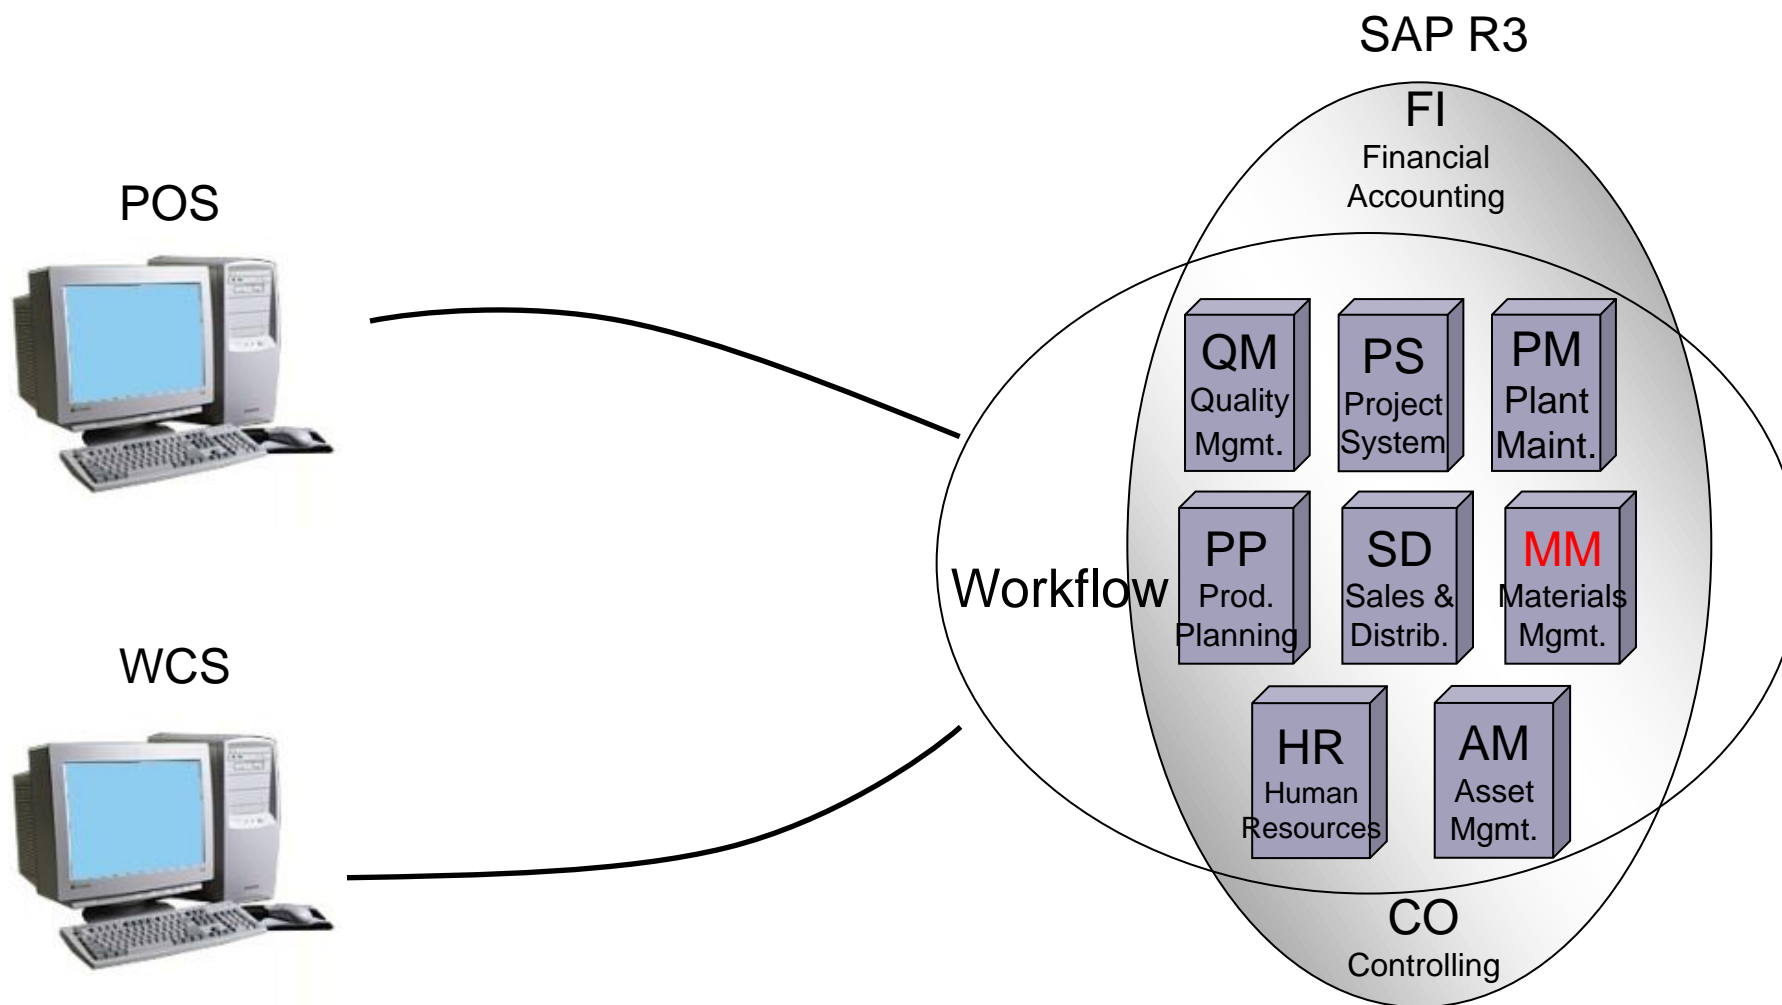 SAP R3
FI
Financial
Accounting
POS
QM
Quality
Mgmt.
PS
Project
System
PM
Plant
Maint.
Workflow
PP
Prod.
Planning
SD
Sales &
Distrib.
MM
Materials
Mgmt.
WCS
HR
Human
Resources
AM
Asset
Mgmt.
CO
Controlling